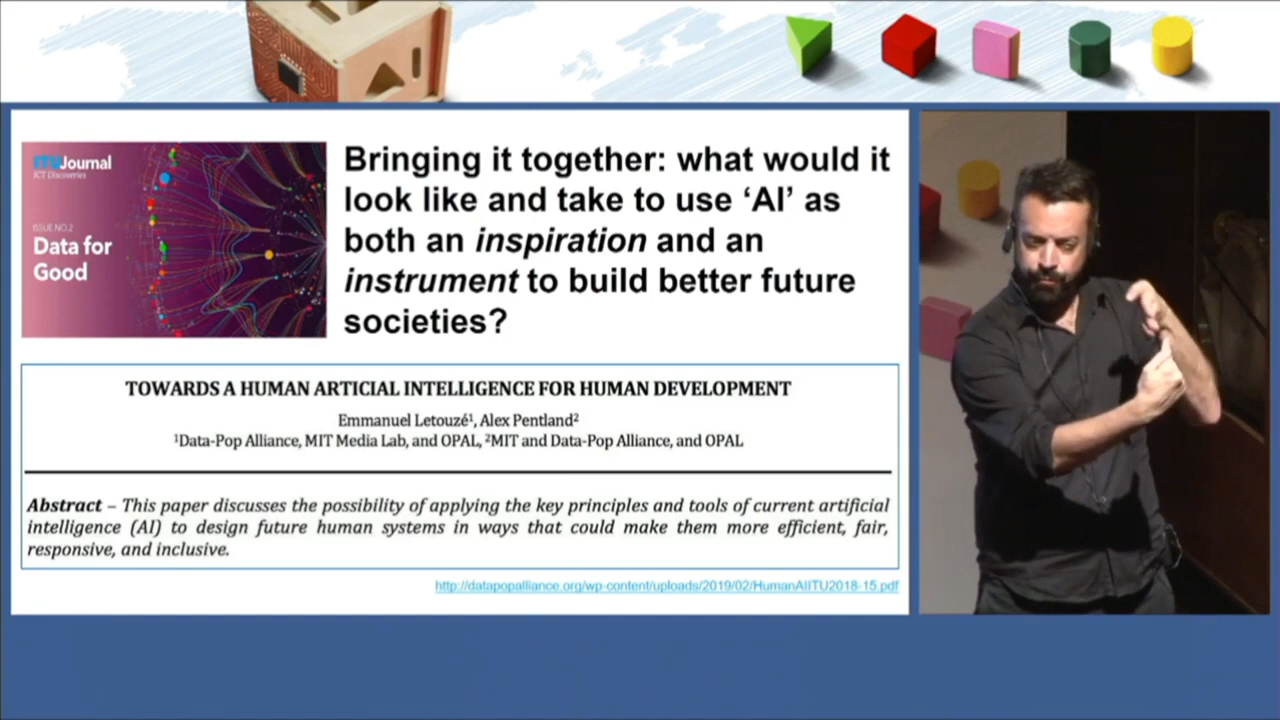 ITUJournal
ICT Discoveries
ISSUE NO.2
Data for
Good
Bringing it together: what would it
look like and take to use ‘AI’ as
both an inspiration and an
instrument to build better future
societies?
TOWARDS A HUMAN ARTICIAL INTELLIGENCE FOR HUMAN DEVELOPMENT
Emmanuel Letouzé¹, Alex Pentland²
¹Data-Pop Alliance, MIT Media Lab, and OPAL, ²MIT and Data-Pop Alliance, and OPAL
Abstract – This paper discusses the possibility of applying the key principles and tools of current artificial
intelligence (AI) to design future human systems in ways that could make them more efficient, fair,
responsive, and inclusive.
http://datapopalliance.org/wp-content/uploads/2019/02/HumanAIITU2018-15.pdf